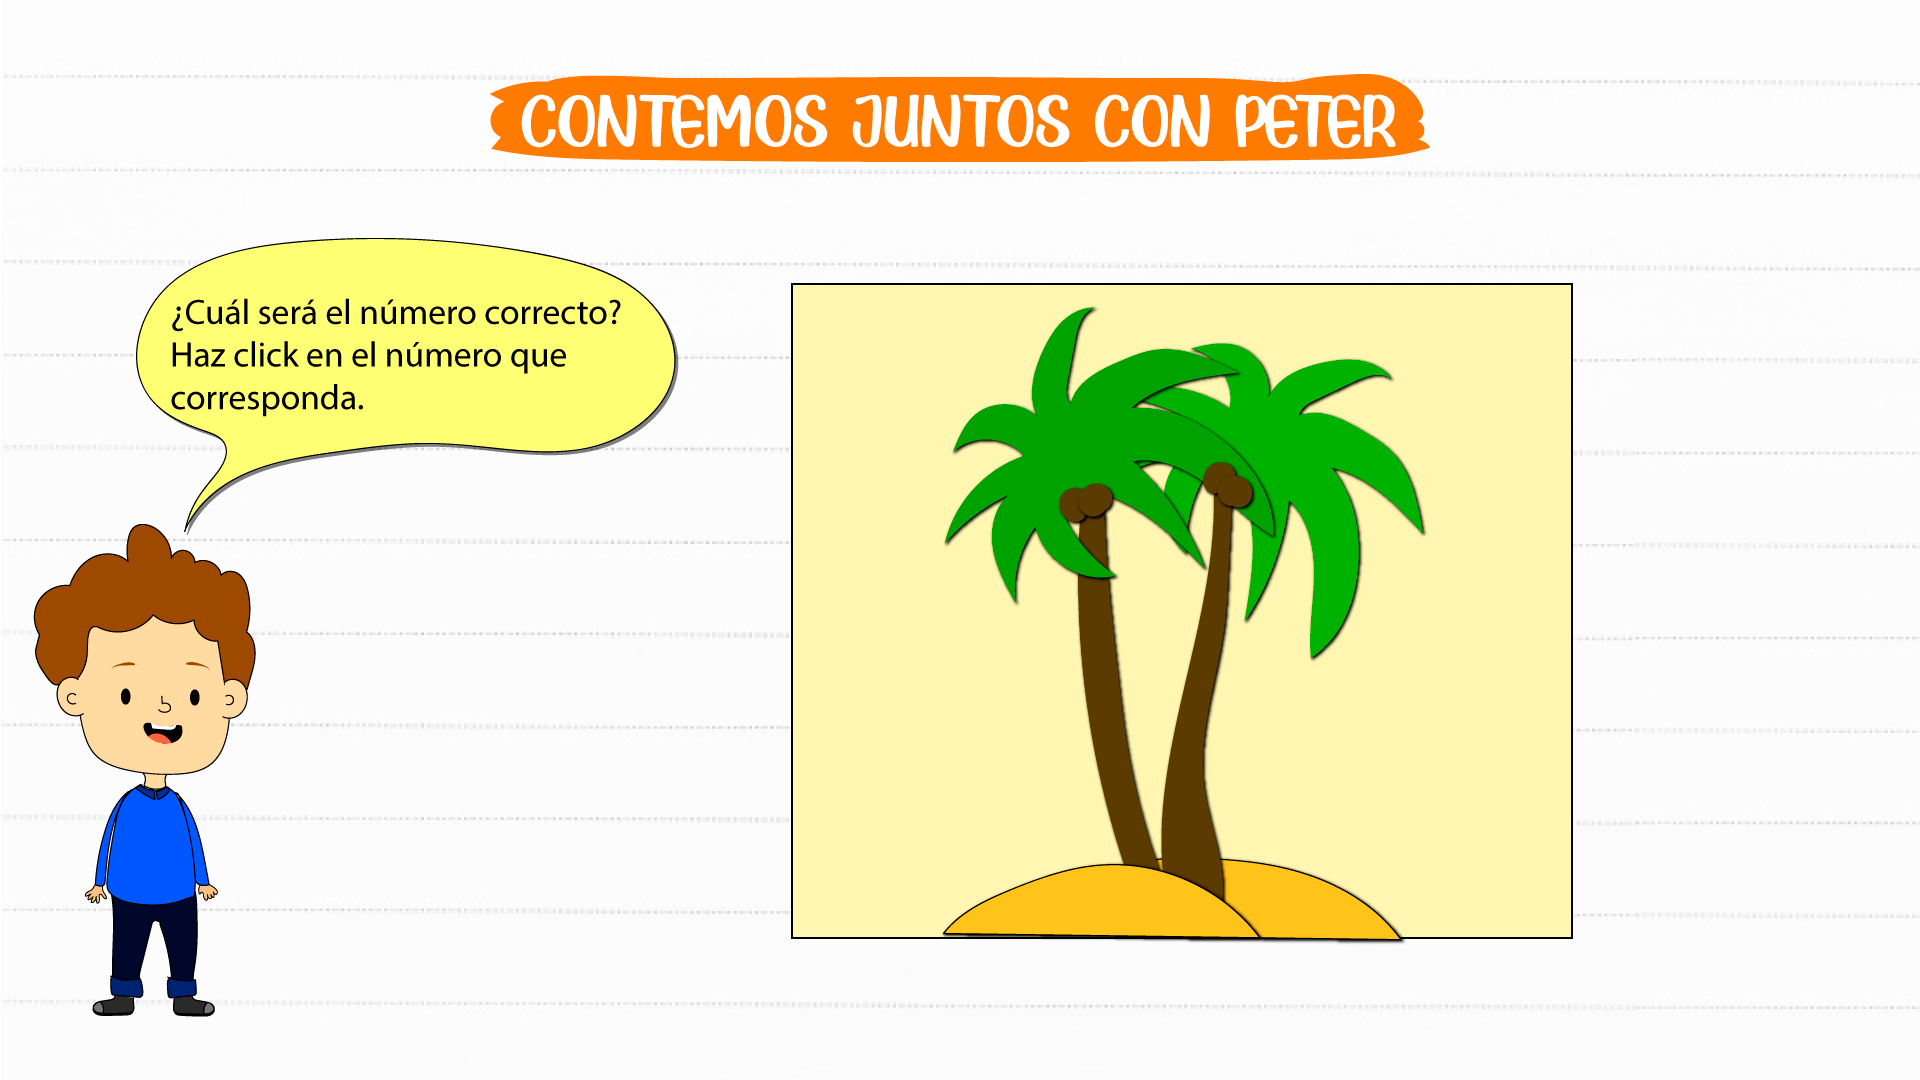 CONTEMOS JUNTOS CON PETER
¿Cuál será el número correcto?
Haz click en el número que
corresponda.